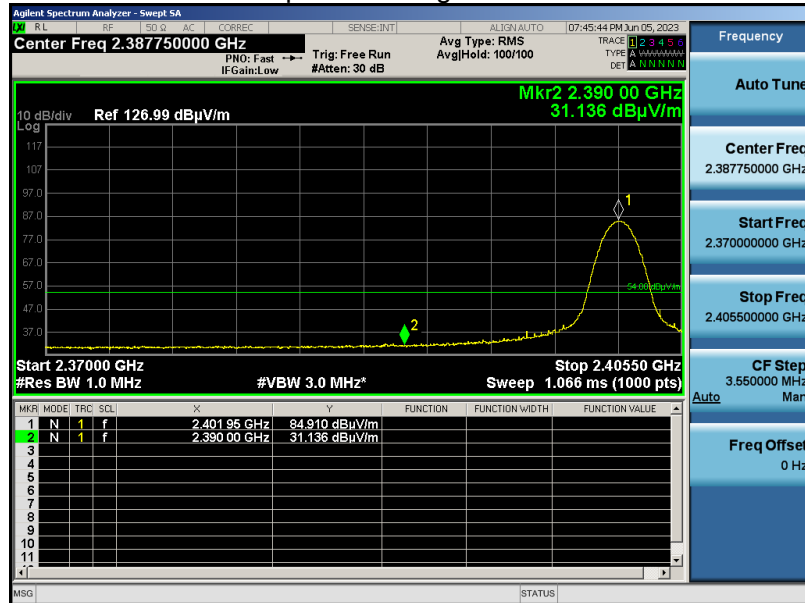 Agilent Spectrum Analyzer - Swept SA
LXI RL RF 50 Ω AC CORREC SENSE:INT ALIGN AUTO 07:45:44 PM Jun 05, 2023
Center Freq 2.387750000 GHz
PNO: Fast
IFGain:Low
Trig: Free Run
#Atten: 30 dB
Avg Type: RMS
Avg|Hold: 100/100
TRACE 1 2 3 4 5 6
TYPE A WWWWW
DET A N N N N N
Mkr2 2.390 00 GHz
31.136 dBµV/m
10 dB/div Ref 126.99 dBµV/m
Log
117
107
97.0
87.0
77.0
67.0
57.0
47.0
37.0
1
54.00 dBµV/m
2
Start 2.37000 GHz Stop 2.40550 GHz
#Res BW 1.0 MHz #VBW 3.0 MHz* Sweep 1.066 ms (1000 pts)
MKR MODE TRC SCL X Y FUNCTION FUNCTION WIDTH FUNCTION VALUE
1 N 1 f 2.401 95 GHz 84.910 dBµV/m
2 N 1 f 2.390 00 GHz 31.136 dBµV/m
3
4
5
6
7
8
9
10
11
MSG STATUS
Frequency
Auto Tune
Center Freq
2.387750000 GHz
Start Freq
2.370000000 GHz
Stop Freq
2.405500000 GHz
CF Step
3.550000 MHz
Auto Man
Freq Offset
0 Hz